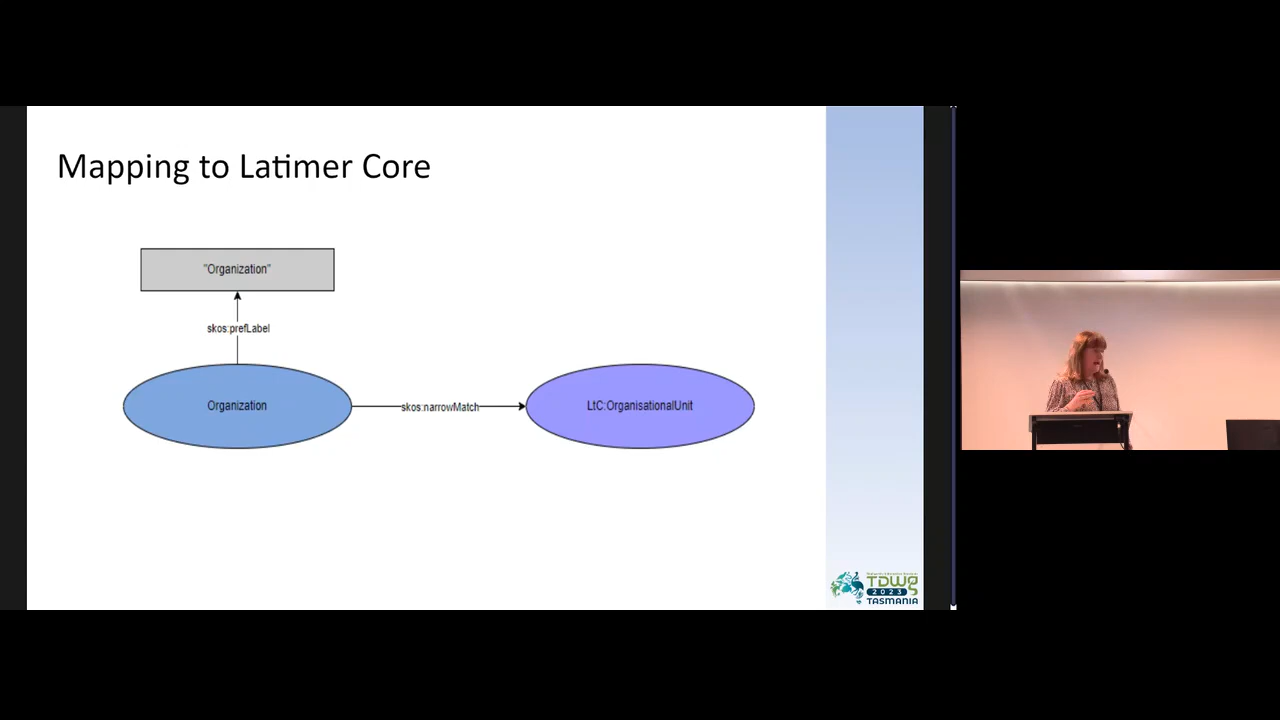 Mapping to Latimer Core
"Organization"
skos:prefLabel
Organization
skos:narrowMatch
LtC:OrganisationalUnit
TDWG
2023
TASMANIA